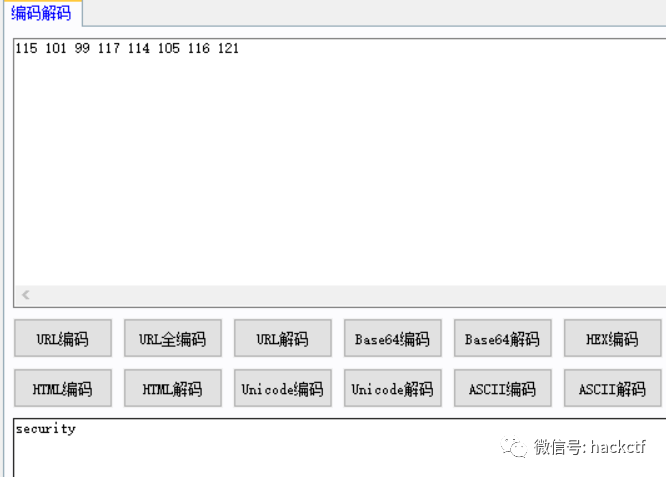 编码解码
115 101 99 117 114 105 116 121
URL编码 URL全编码 URL解码 Base64编码 Base64解码 HEX编码
HTML编码 HTML解码 Unicode编码 Unicode解码 ASCII编码 ASCII解码
security
微信号: hackctf